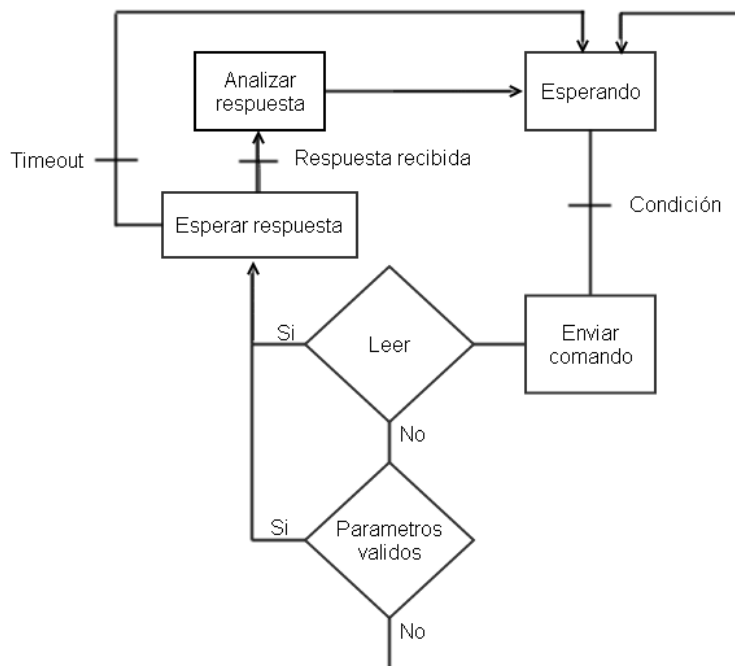 Analizar
respuesta
Esperando
Timeout
Respuesta recibida
Esperar respuesta
Condición
Si
Leer
Enviar
comando
No
Si
Parametros
validos
No